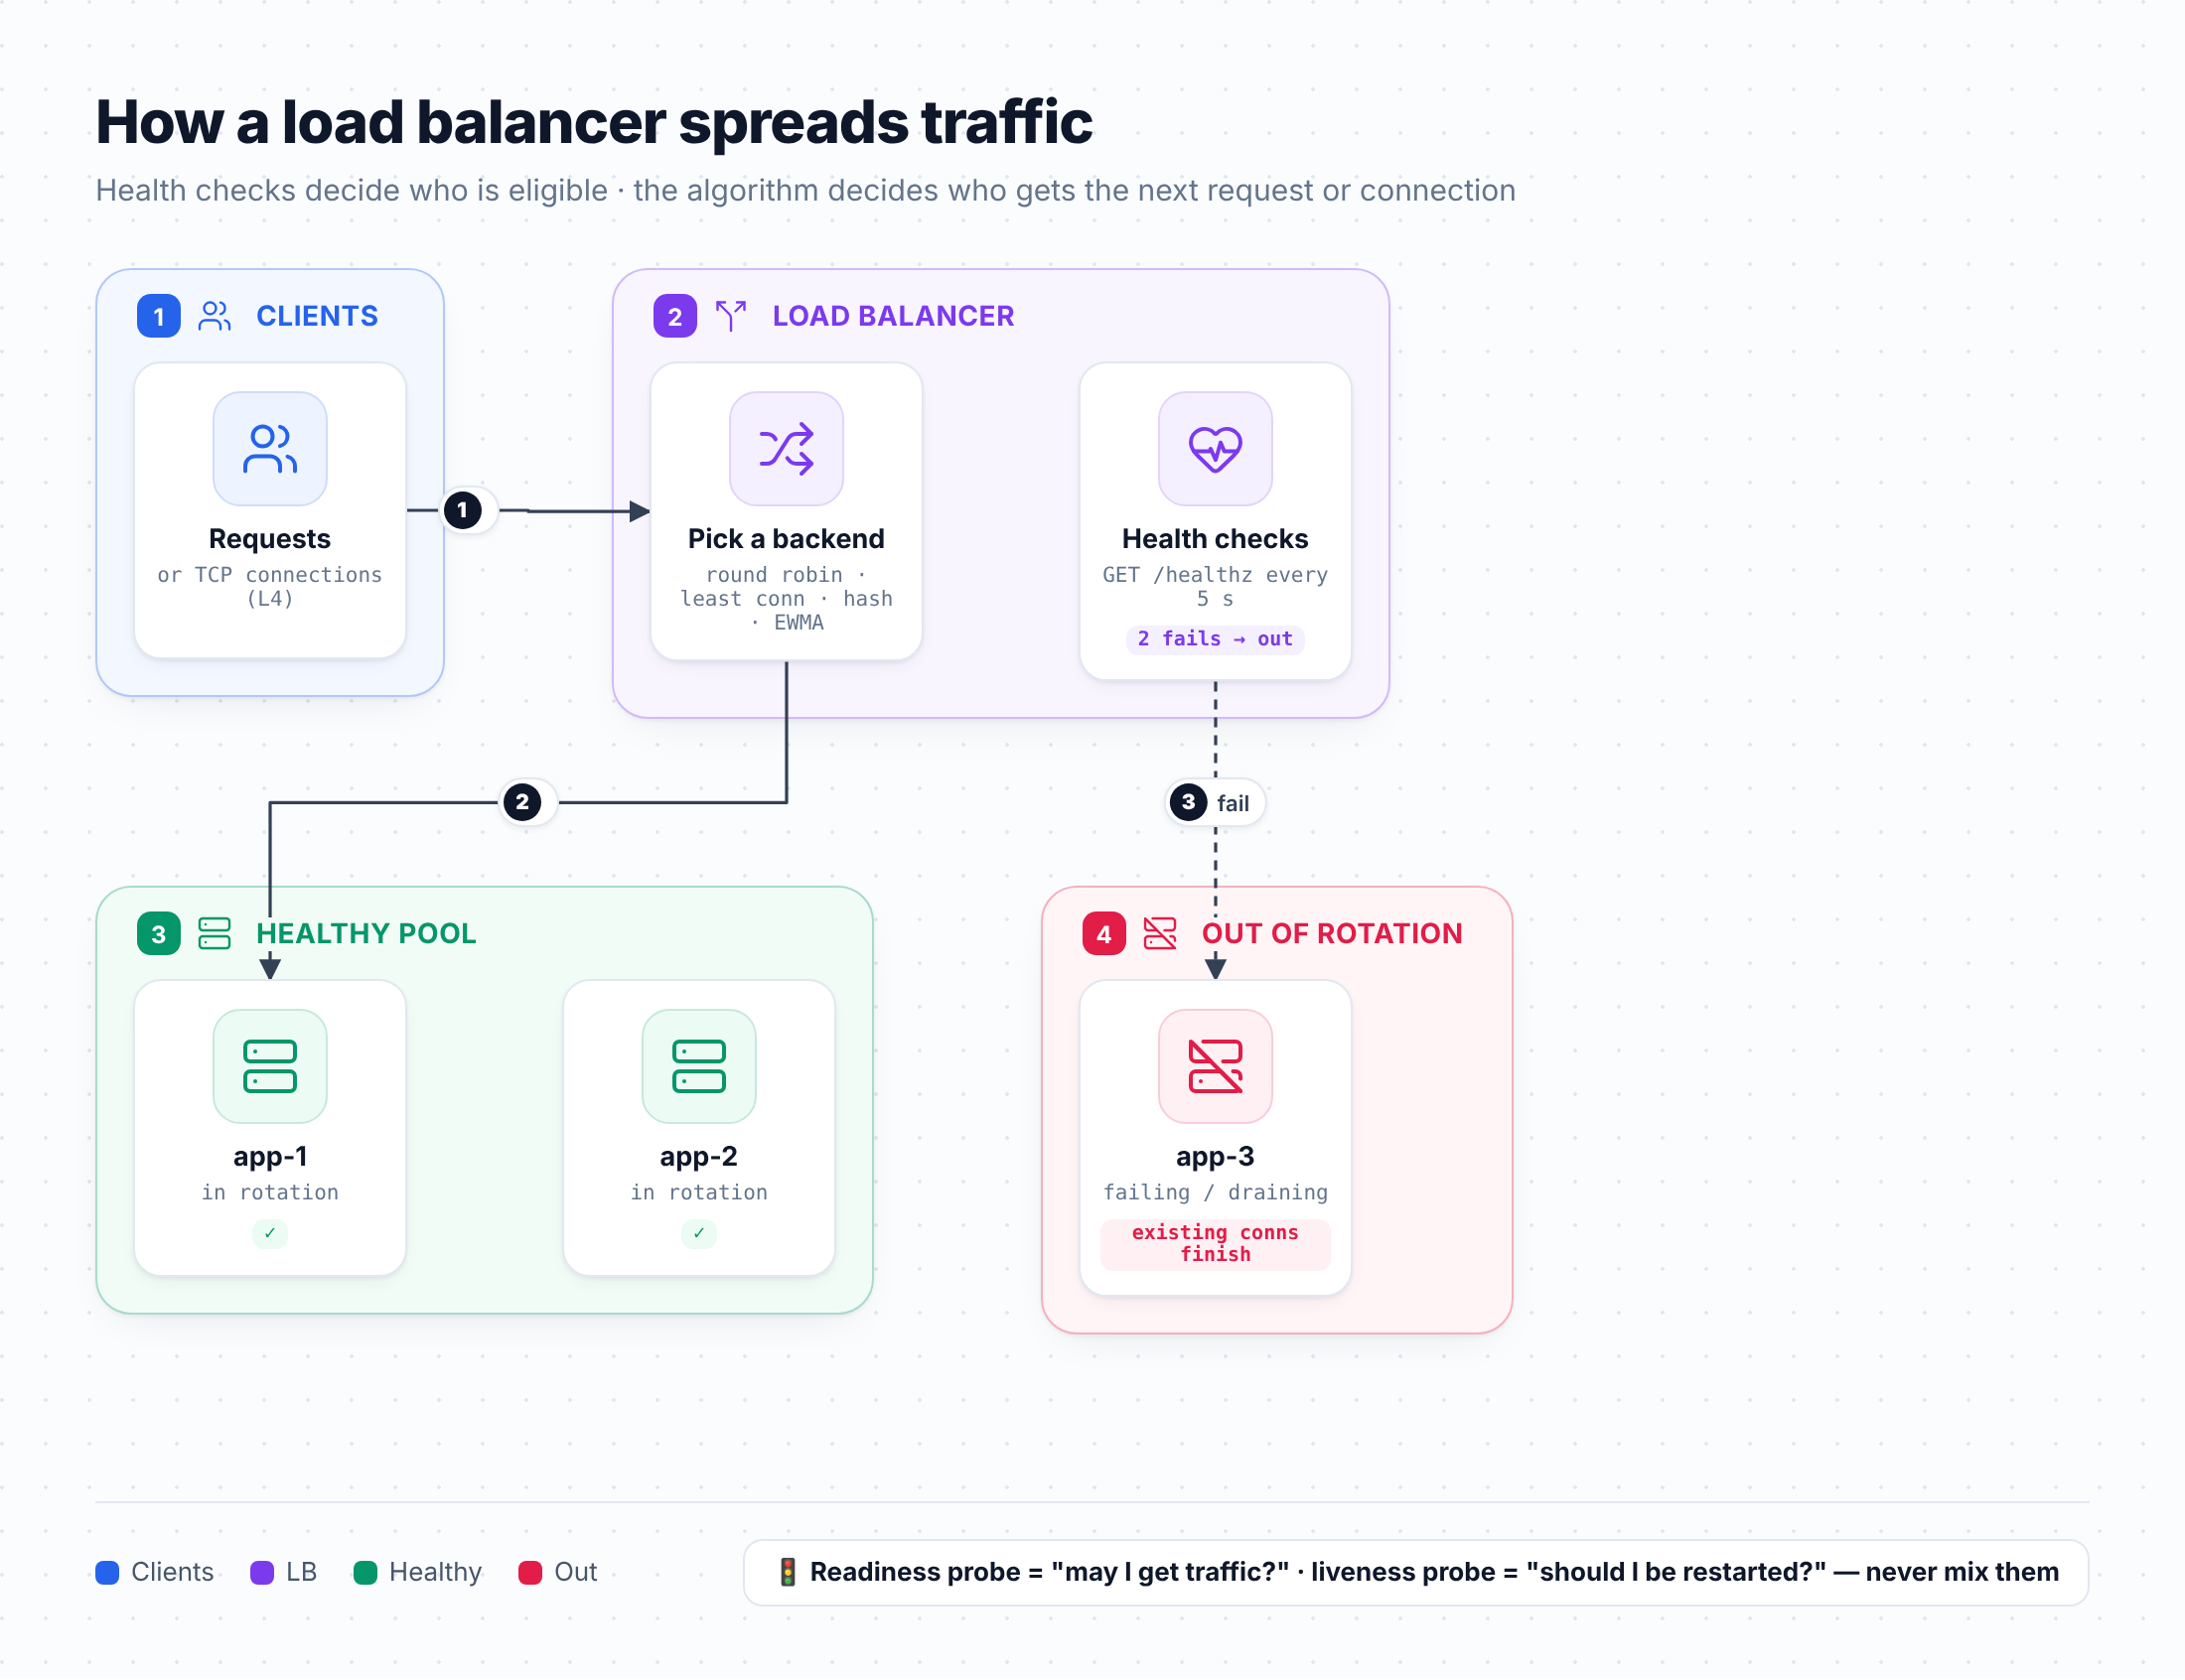 How a load balancer spreads traffic
Health checks decide who is eligible · the algorithm decides who gets the next request or connection
1 CLIENTS
2 LOAD BALANCER
Requests
or TCP connections
(L4)
1
Pick a backend
round robin ·
least conn · hash
· EWMA
Health checks
GET /healthz every
5 s
2 fails → out
2
3 fail
3 HEALTHY POOL
4 OUT OF ROTATION
app-1
in rotation
✓
app-2
in rotation
✓
app-3
failing / draining
existing conns
finish
Clients
LB
Healthy
Out
🚦 Readiness probe = "may I get traffic?" · liveness probe = "should I be restarted?" — never mix them